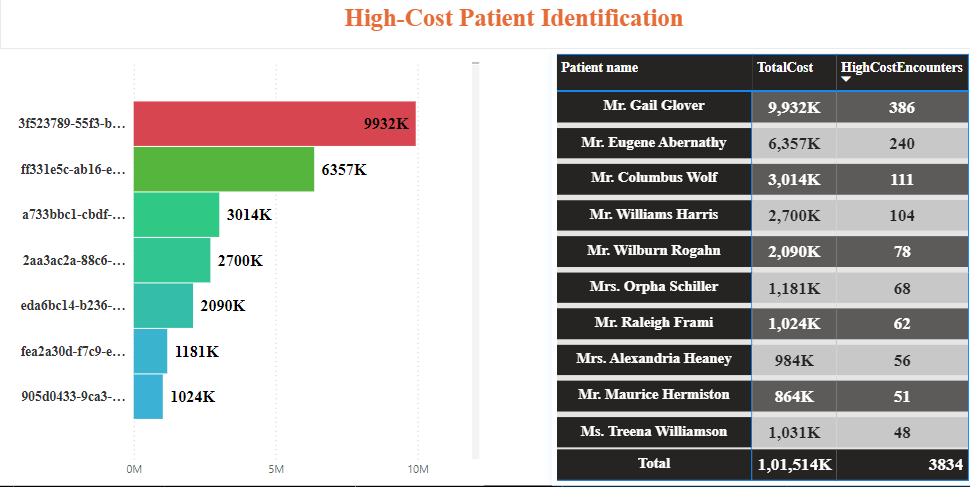 High-Cost Patient Identification
3f523789-55f3-b… 9932K
ff331e5c-ab16-e… 6357K
a733bbc1-cbdf-… 3014K
2aa3ac2a-88c6-… 2700K
eda6bc14-b236-… 2090K
fea2a30d-f7c9-e… 1181K
905d0433-9ca3-… 1024K
0M 5M 10M
Patient name TotalCost HighCostEncounters
Mr. Gail Glover 9,932K 386
Mr. Eugene Abernathy 6,357K 240
Mr. Columbus Wolf 3,014K 111
Mr. Williams Harris 2,700K 104
Mr. Wilburn Rogahn 2,090K 78
Mrs. Orpha Schiller 1,181K 68
Mr. Raleigh Frami 1,024K 62
Mrs. Alexandria Heaney 984K 56
Mr. Maurice Hermiston 864K 51
Ms. Treena Williamson 1,031K 48
Total 1,01,514K 3834